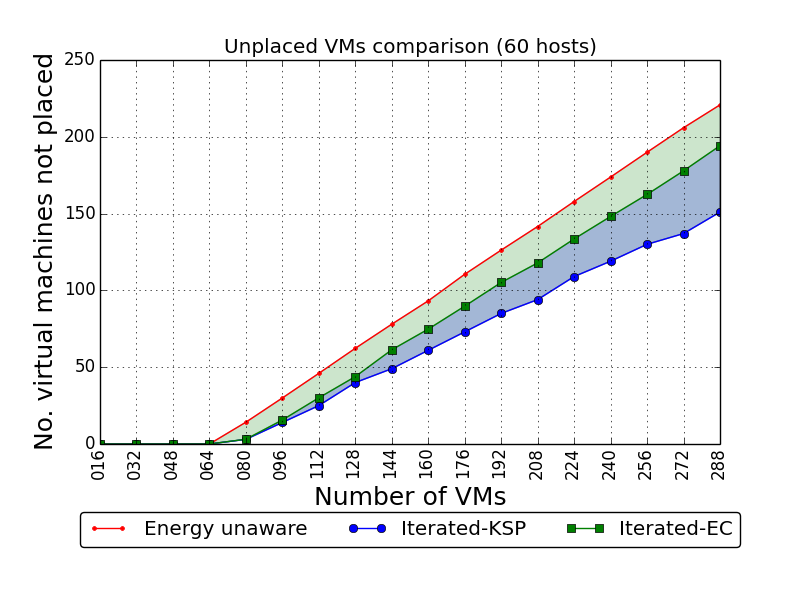 Unplaced VMs comparison (60 hosts)
No. virtual machines not placed
250
200
150
100
50
0
016 032 048 064 080 096 112 128 144 160 176 192 208 224 240 256 272 288
Number of VMs
Energy unaware Iterated-KSP Iterated-EC